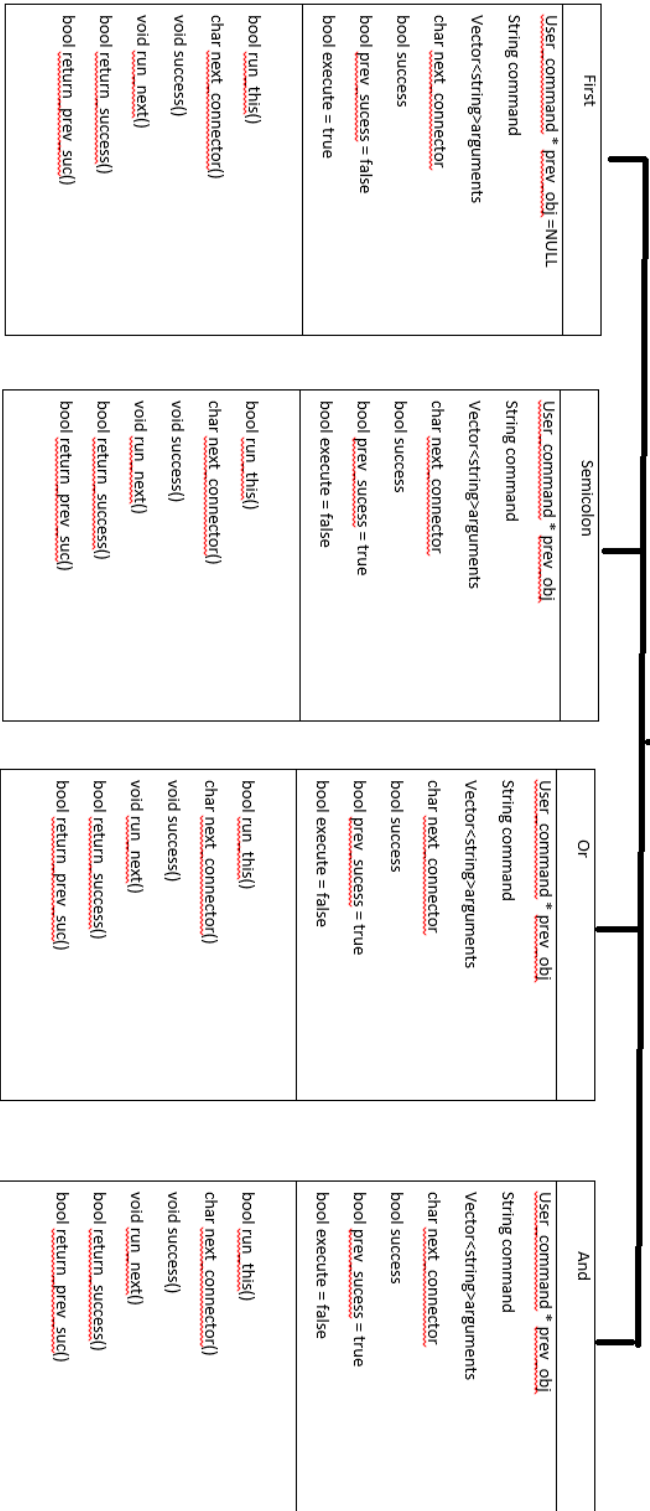 First
User_command * prev_obj =NULL
String command
Vector<string>arguments
char next_connector
bool success
bool prev_sucess = false
bool execute = true
bool run_this()
char next_connector()
void success()
void run_next()
bool return_success()
bool return_prev_suc()
Semicolon
User_command * prev_obj
String command
Vector<string>arguments
char next_connector
bool success
bool prev_sucess = true
bool execute = false
bool run_this()
char next_connector()
void success()
void run_next()
bool return_success()
bool return_prev_suc()
Or
User_command * prev_obj
String command
Vector<string>arguments
char next_connector
bool success
bool prev_sucess = true
bool execute = false
bool run_this()
char next_connector()
void success()
void run_next()
bool return_success()
bool return_prev_suc()
And
User_command * prev_obj
String command
Vector<string>arguments
char next_connector
bool success
bool prev_sucess = true
bool execute = false
bool run_this()
char next_connector()
void success()
void run_next()
bool return_success()
bool return_prev_suc()